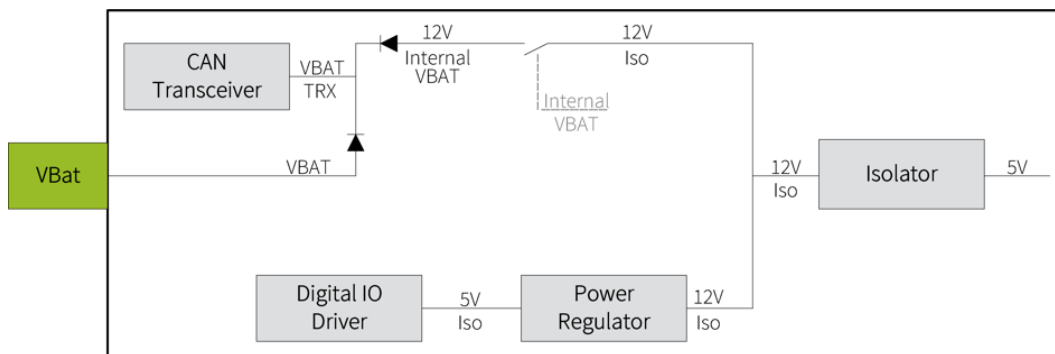 CAN
Transceiver
VBAT
TRX
12V
Internal
VBAT
12V
Iso
Internal
VBAT
VBat
VBAT
12V
Iso
Isolator
5V
Digital IO
Driver
5V
Iso
Power
Regulator
12V
Iso